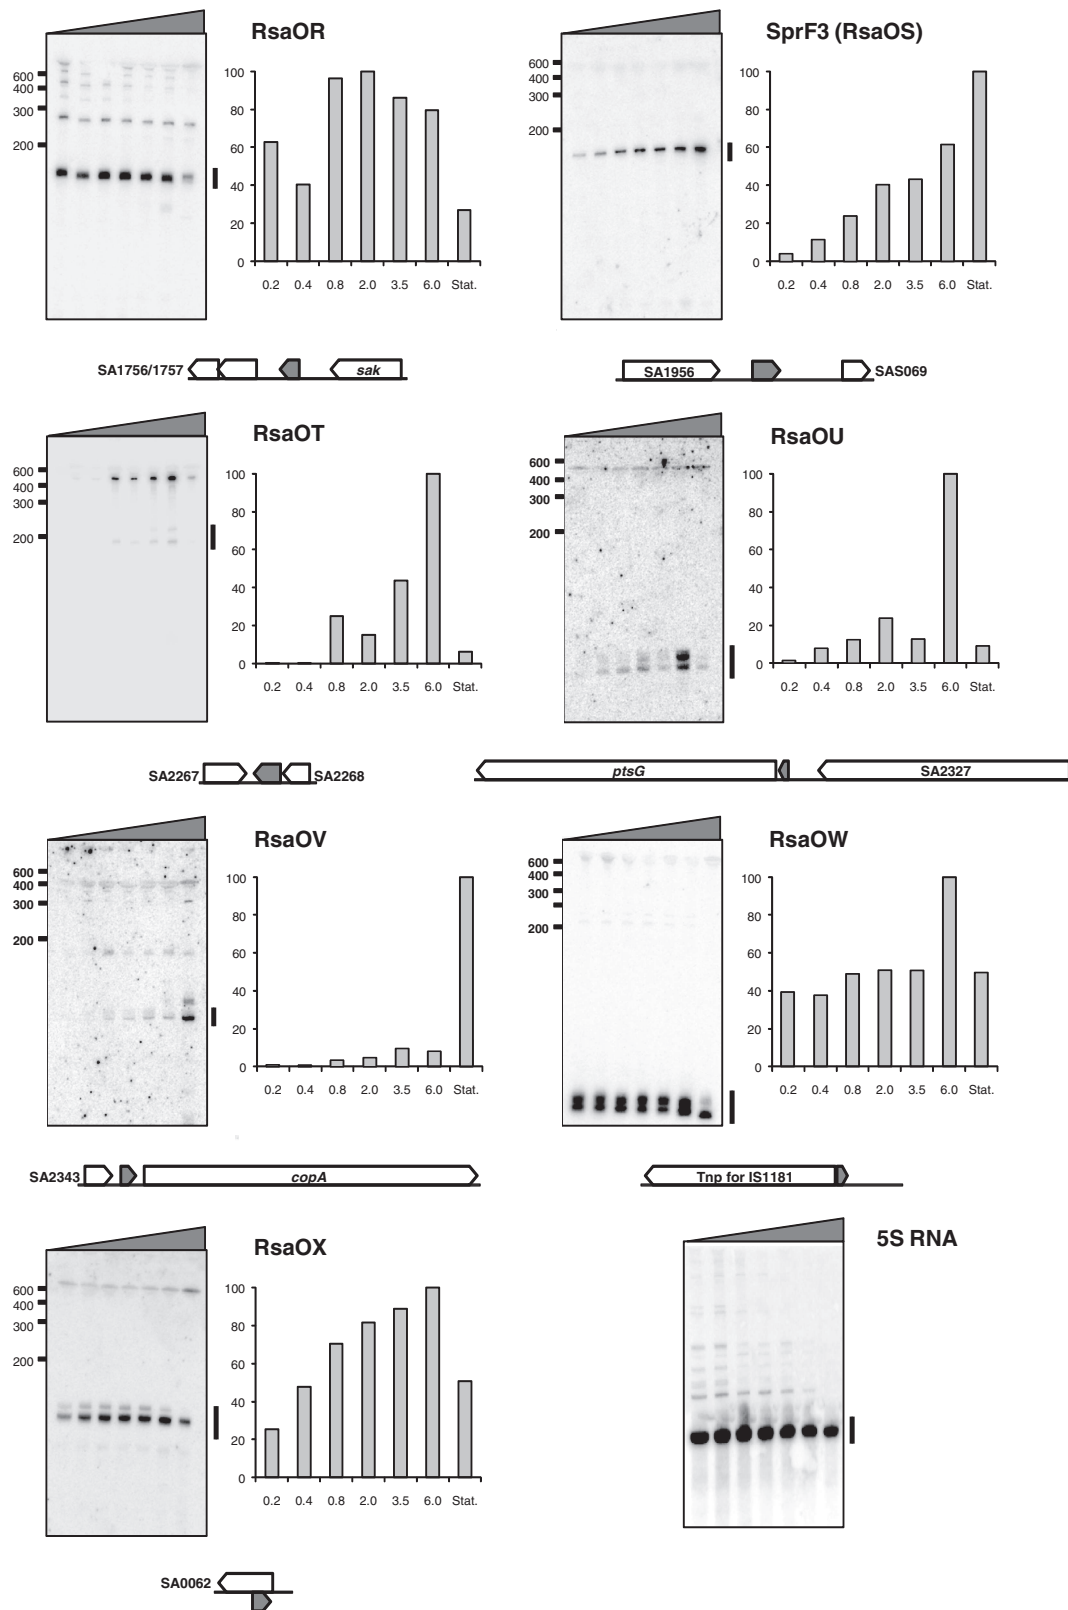 RsaOR
600
400
300
200
100
80
60
40
20
0
0.2 0.4 0.8 2.0 3.5 6.0 Stat.
SA1756/1757
sak
SprF3 (RsaOS)
600
400
300
200
100
80
60
40
20
0
0.2 0.4 0.8 2.0 3.5 6.0 Stat.
SA1956
SAS069
RsaOT
600
400
300
200
100
80
60
40
20
0
0.2 0.4 0.8 2.0 3.5 6.0 Stat.
SA2267
SA2268
RsaOU
600
400
300
200
100
80
60
40
20
0
0.2 0.4 0.8 2.0 3.5 6.0 Stat.
ptsG
SA2327
RsaOV
600
400
300
200
100
80
60
40
20
0
0.2 0.4 0.8 2.0 3.5 6.0 Stat.
SA2343
copA
RsaOW
600
400
300
200
100
80
60
40
20
0
0.2 0.4 0.8 2.0 3.5 6.0 Stat.
Tnp for IS1181
RsaOX
600
400
300
200
100
80
60
40
20
0
0.2 0.4 0.8 2.0 3.5 6.0 Stat.
SA0062
5S RNA